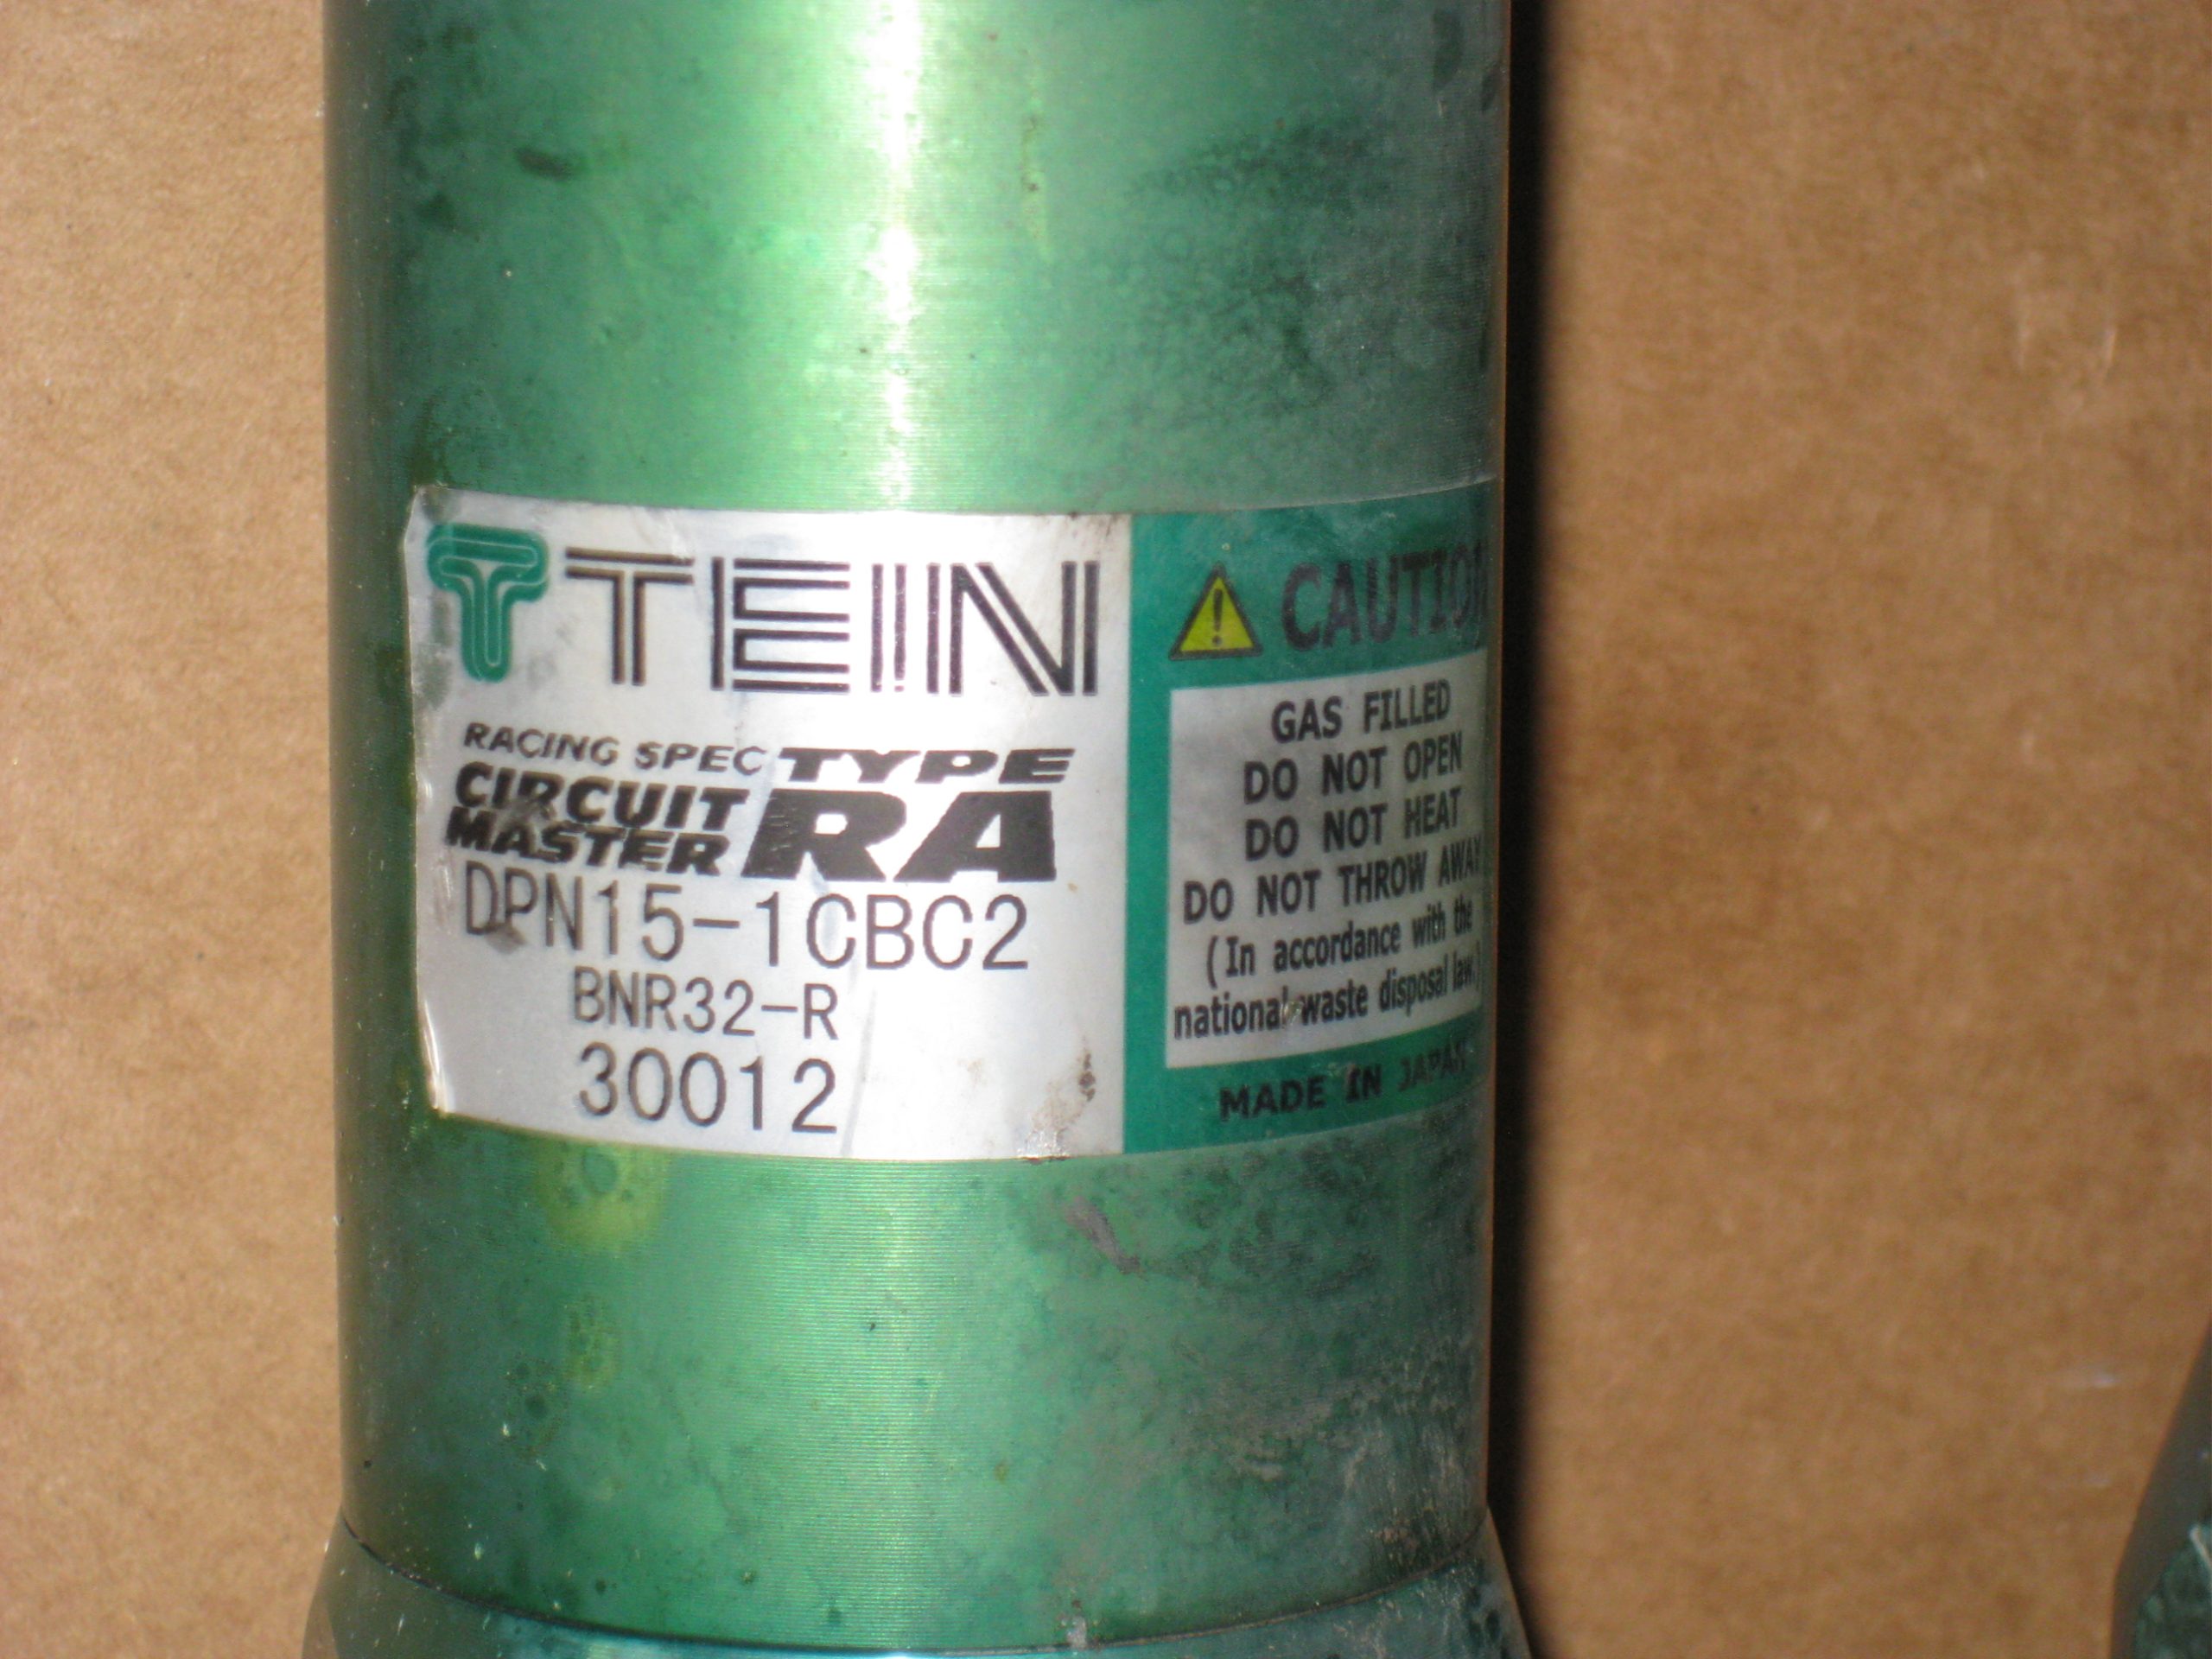 TEIN
RACING SPEC TYPE
CIRCUIT MASTER RA
DPN15-1CBC2
BNR32-R
30012
CAUTION
GAS FILLED
DO NOT OPEN
DO NOT HEAT
DO NOT THROW AWAY
(In accordance with the
national waste disposal law.)
MADE IN JAPAN